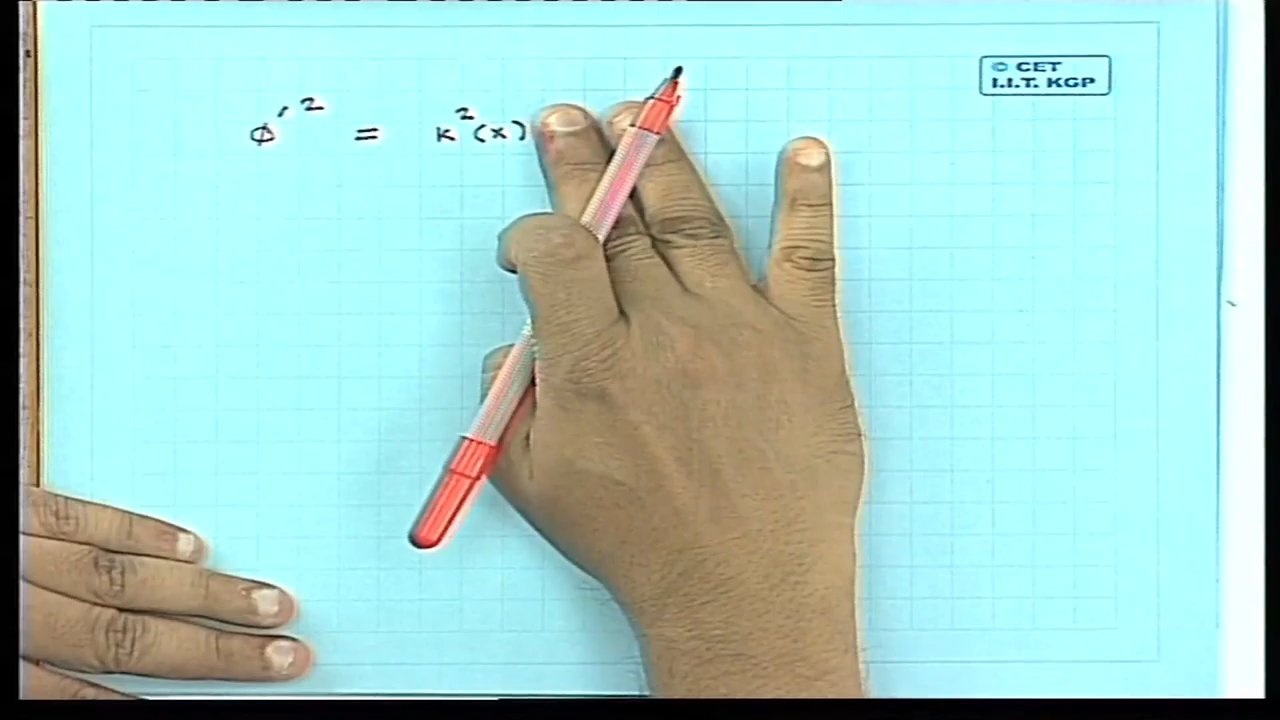 © CET
I.I.T. KGP
ϕ'² = k²(x)